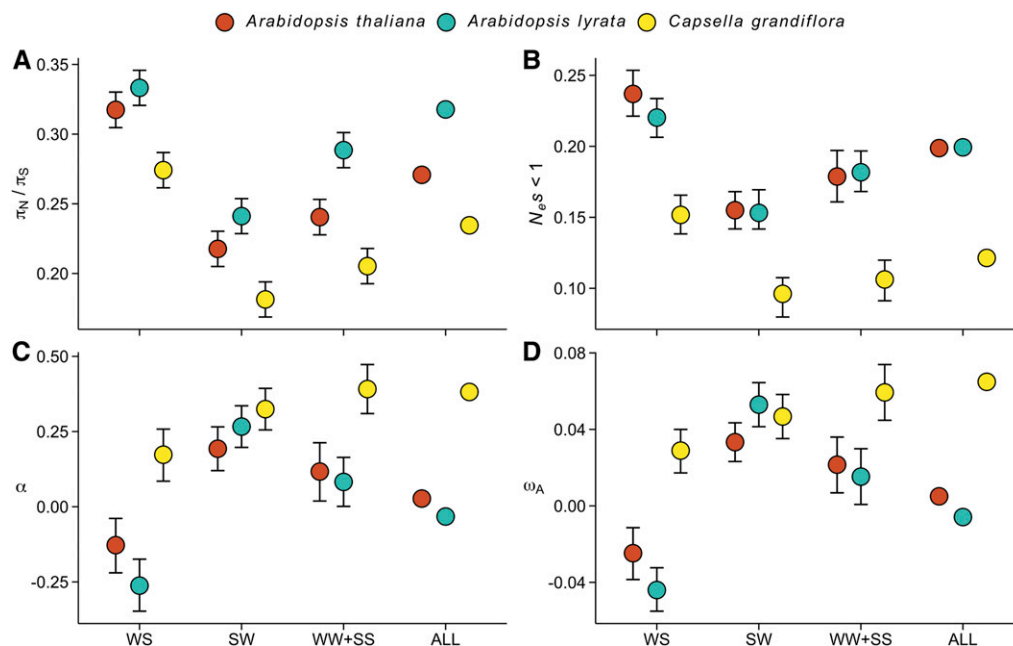 Arabidopsis thaliana Arabidopsis lyrata Capsella grandiflora
A
0.35
0.30
0.25
0.20
πN / πS
B
0.25
0.20
0.15
0.10
Nes < 1
C
0.50
0.25
0.00
-0.25
α
WS SW WW+SS ALL
D
0.08
0.04
0.00
-0.04
ωA
WS SW WW+SS ALL